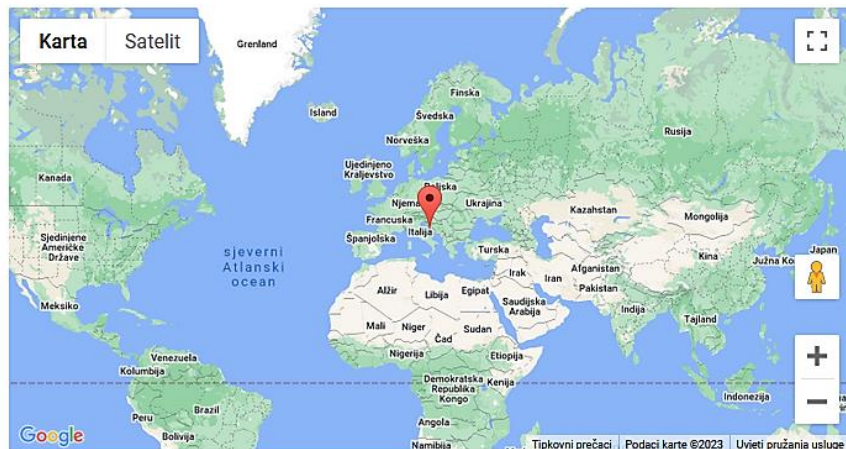 Karta Satelit
Grenland
Island
Finska
Švedska
Norveška
Rusija
Ujedinjeno
Kraljevstvo
Kanada
Poljska
Njema
Ukrajina
Francuska
Kazahstan
Mongolija
Italija
Sjedinjene
Američke
Države
Španjolska
Turska
sjeverni
Atlanski
ocean
Kina
Japan
Južna Ko
Afganistan
Irak
Iran
Pakistan
Alžir
Libija
Egipat
Saudijska
Arabija
Indija
Meksiko
Mali
Niger
Čad
Sudan
Tajland
Nigerija
Etiopija
Venezuela
Kolumbija
Demokratska
Republika
Kongo
Kenija
Indonezija
Peru
Brazil
Angola
Bolivija
Namibija
Google
Tipkovni prečaci
Podaci karte ©2023
Uvjeti pružanja usluge